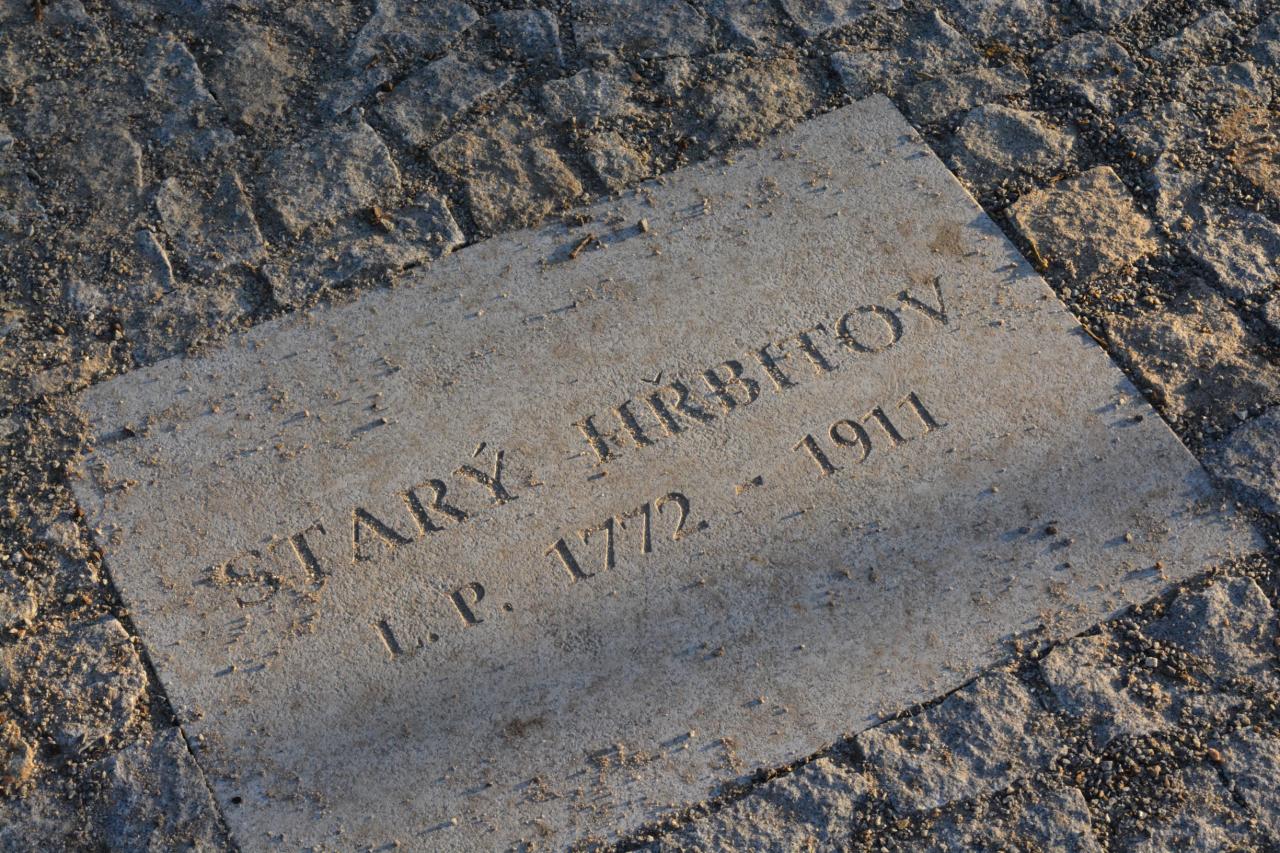 STARÝ HŘBITOV
L.P. 1772. - 1911